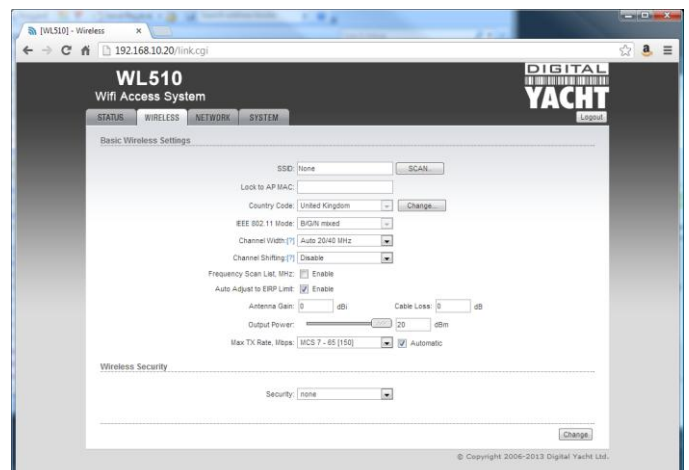 [WL510] - Wireless
192.168.10.20/link.cgi
WL510
Wifi Access System
DIGITAL
YACHT
Logout
STATUS WIRELESS NETWORK SYSTEM
Basic Wireless Settings
SSID: None SCAN...
Lock to AP MAC:
Country Code: United Kingdom Change...
IEEE 802.11 Mode: B/G/N mixed
Channel Width:[?] Auto 20/40 MHz
Channel Shifting:[?] Disable
Frequency Scan List, MHz: Enable
Auto Adjust to EIRP Limit: Enable
Antenna Gain: 0 dBi Cable Loss: 0 dB
Output Power: 20 dBm
Max TX Rate, Mbps: MCS 7 - 65 [150] Automatic
Wireless Security
Security: none
Change
© Copyright 2006-2013 Digital Yacht Ltd.